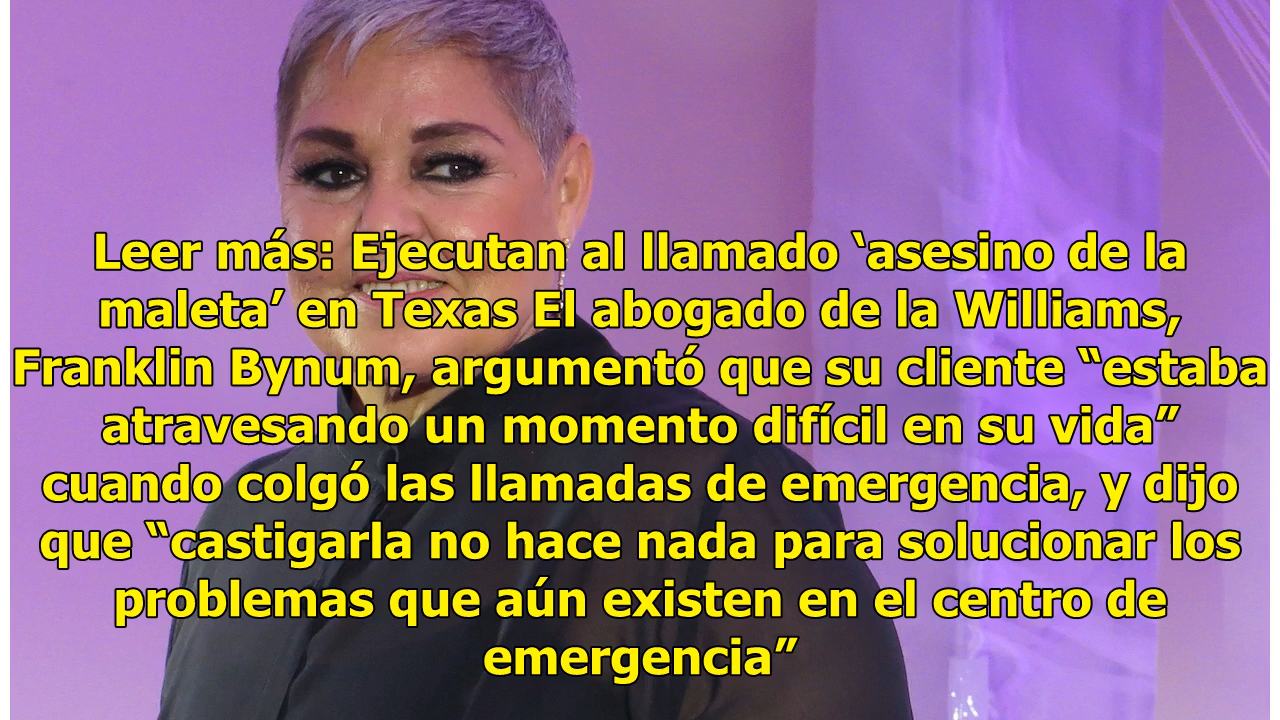 Leer más: Ejecutan al llamado ‘asesino de la
maleta’ en Texas El abogado de la Williams,
Franklin Bynum, argumentó que su cliente “estaba
atravesando un momento difícil en su vida”
cuando colgó las llamadas de emergencia, y dijo
que “castigarla no hace nada para solucionar los
problemas que aún existen en el centro de
emergencia”